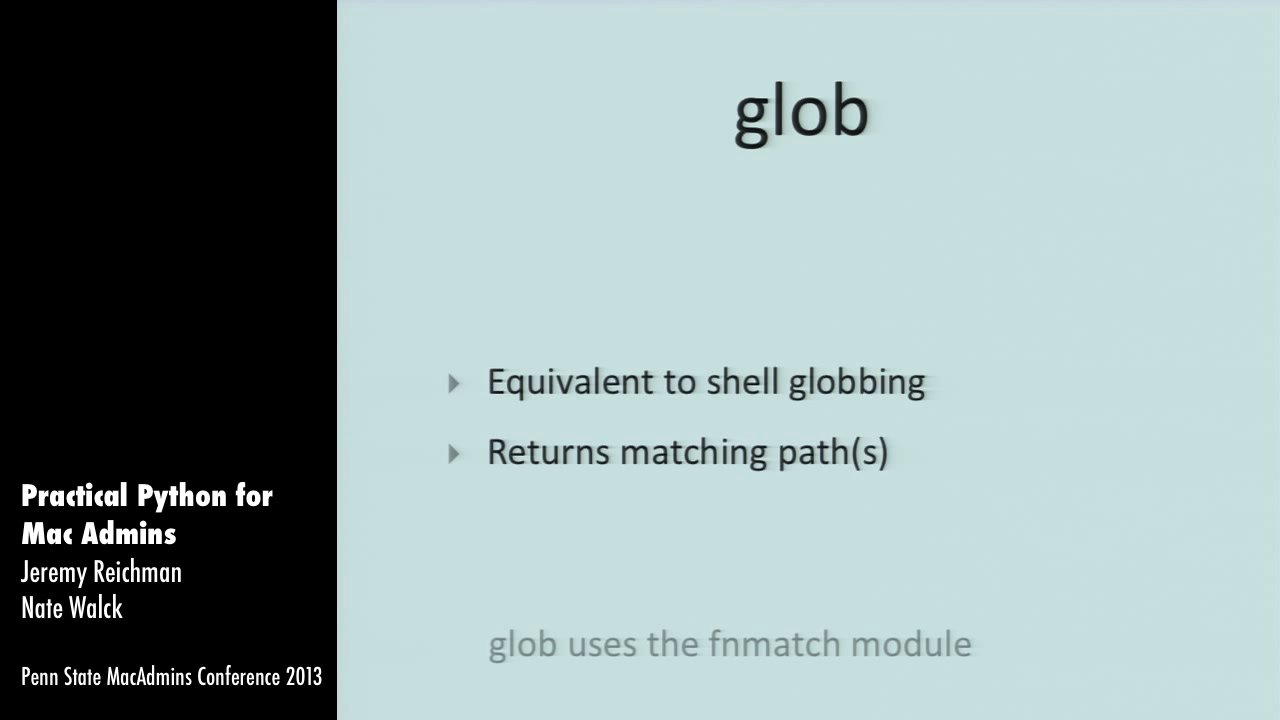 glob
Equivalent to shell globbing
Returns matching path(s)
glob uses the fnmatch module
Practical Python for
Mac Admins
Jeremy Reichman
Nate Walck
Penn State MacAdmins Conference 2013